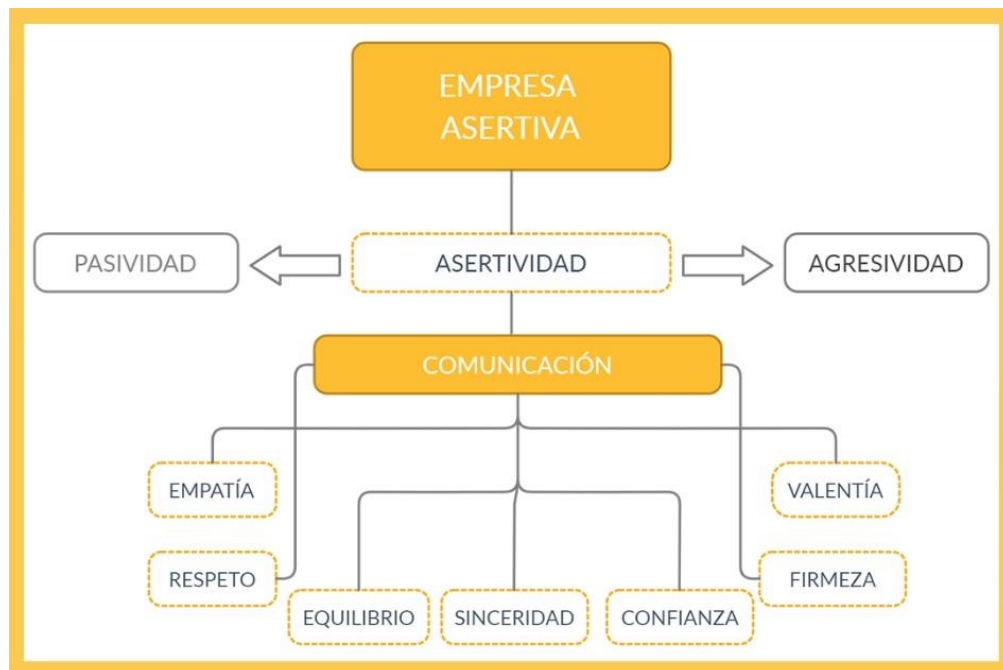 EMPRESA
ASERTIVA
PASIVIDAD
ASERTIVIDAD
AGRESIVIDAD
COMUNICACIÓN
EMPATÍA
VALENTÍA
RESPETO
FIRMEZA
EQUILIBRIO
SINCERIDAD
CONFIANZA